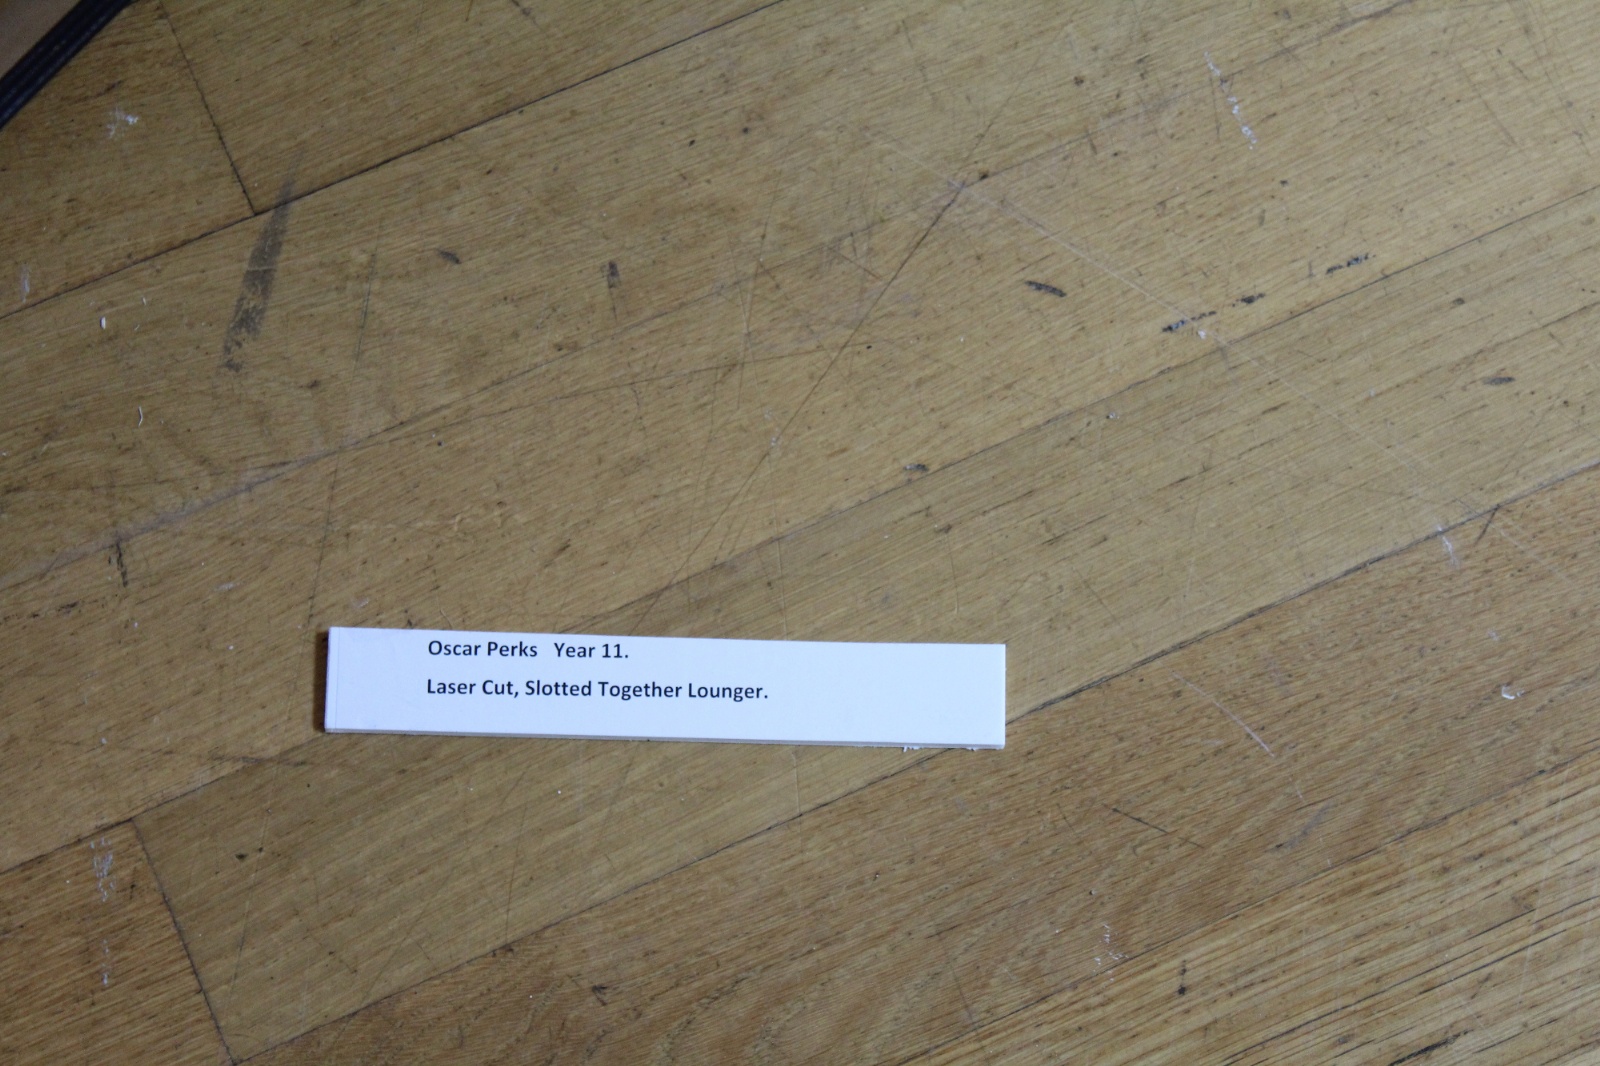 Oscar Perks   Year 11.
Laser Cut, Slotted Together Lounger.